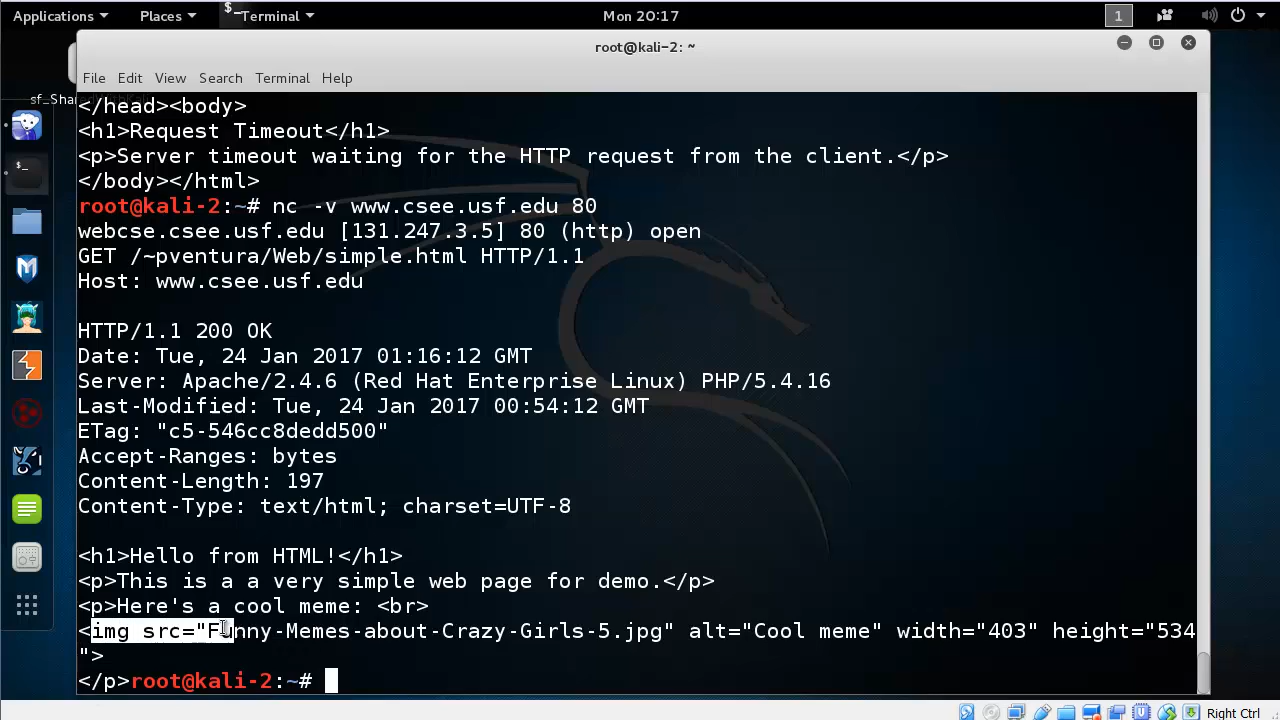 Applications Places Terminal Mon 20:17 1
root@kali-2: ~
File Edit View Search Terminal Help
</head><body>
<h1>Request Timeout</h1>
<p>Server timeout waiting for the HTTP request from the client.</p>
</body></html>
root@kali-2:~# nc -v www.csee.usf.edu 80
webcse.csee.usf.edu [131.247.3.5] 80 (http) open
GET /~pventura/Web/simple.html HTTP/1.1
Host: www.csee.usf.edu
HTTP/1.1 200 OK
Date: Tue, 24 Jan 2017 01:16:12 GMT
Server: Apache/2.4.6 (Red Hat Enterprise Linux) PHP/5.4.16
Last-Modified: Tue, 24 Jan 2017 00:54:12 GMT
ETag: "c5-546cc8dedd500"
Accept-Ranges: bytes
Content-Length: 197
Content-Type: text/html; charset=UTF-8
<h1>Hello from HTML!</h1>
<p>This is a a very simple web page for demo.</p>
<p>Here's a cool meme: <br>
<img src="Funny-Memes-about-Crazy-Girls-5.jpg" alt="Cool meme" width="403" height="534
">
</p>root@kali-2:~#
Right Ctrl